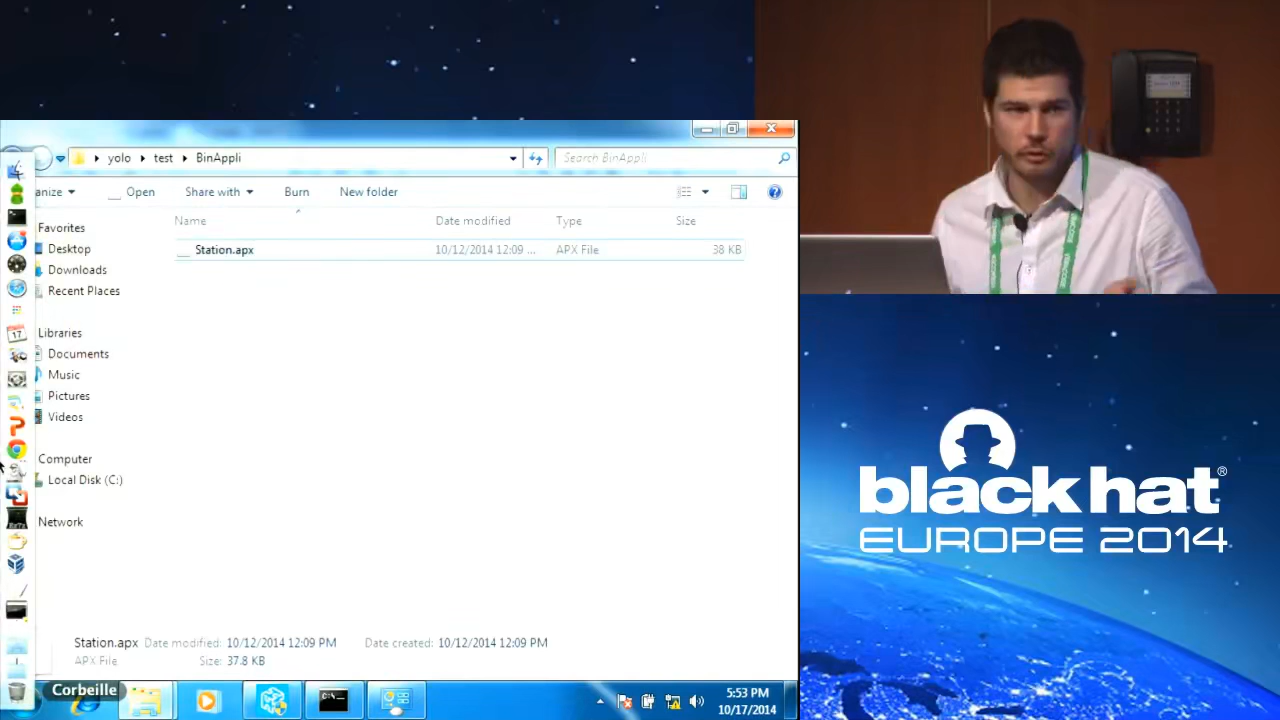 yolo test BinAppli Search BinAppli
anize Open Share with Burn New folder
Name Date modified Type Size
Station.apx 10/12/2014 12:09 ... APX File 38 KB
Favorites
Desktop
Downloads
Recent Places
Libraries
Documents
Music
Pictures
Videos
Computer
Local Disk (C:)
Network
Station.apx Date modified: 10/12/2014 12:09 PM Date created: 10/12/2014 12:09 PM
APX File Size: 37.8 KB
Corbeille
5:53 PM
10/17/2014
17
C:\
black hat®
EUROPE 2014